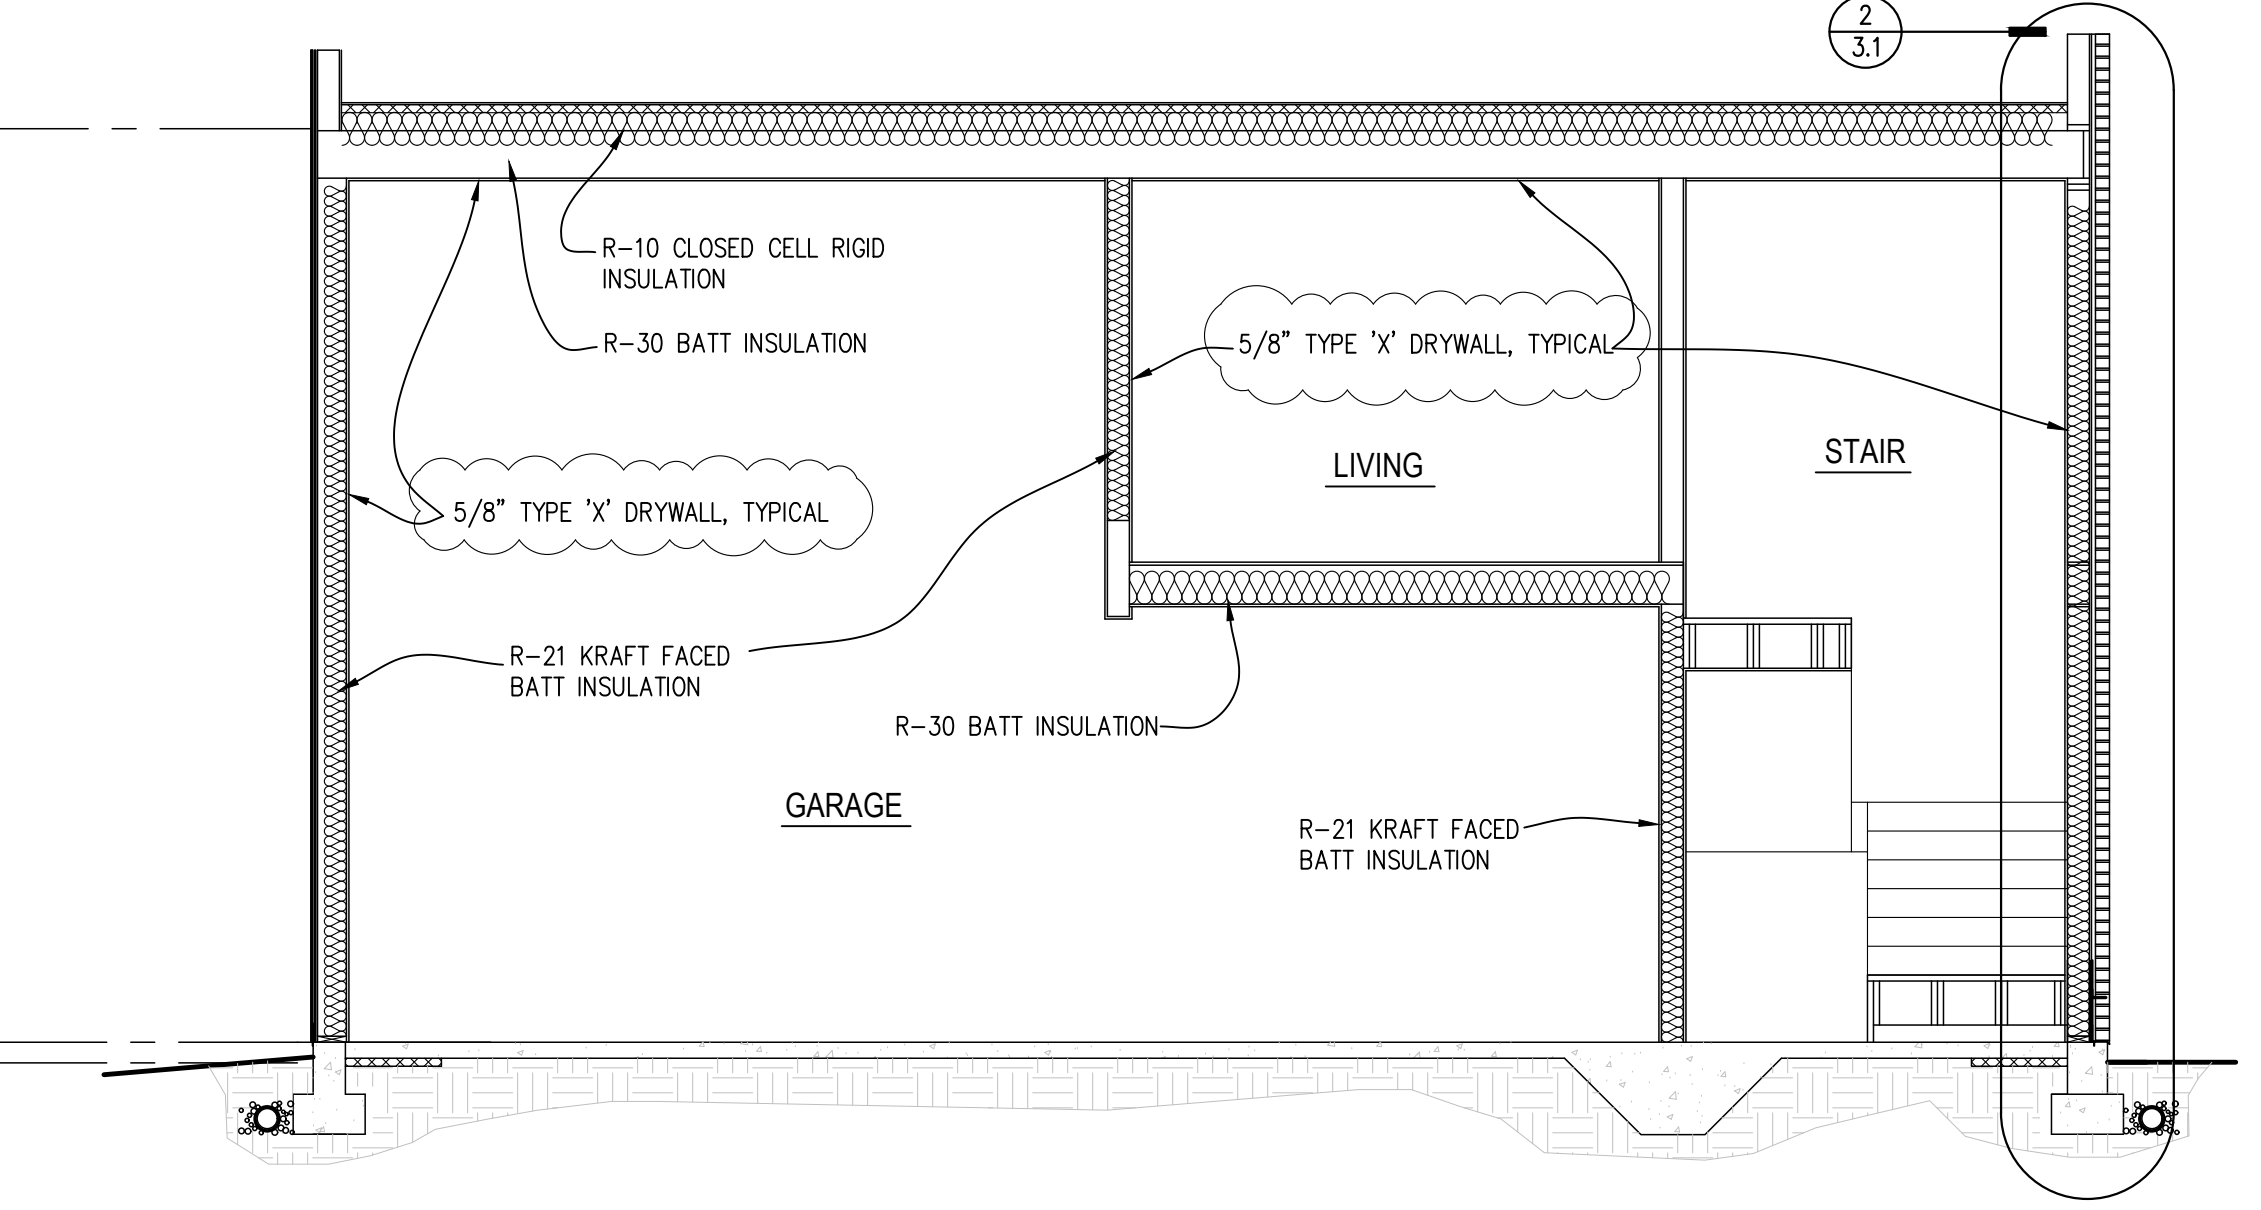 2
3.1
R-10 CLOSED CELL RIGID
INSULATION
R-30 BATT INSULATION
5/8" TYPE 'X' DRYWALL, TYPICAL
LIVING
STAIR
5/8" TYPE 'X' DRYWALL, TYPICAL
R-21 KRAFT FACED
BATT INSULATION
R-30 BATT INSULATION
GARAGE
R-21 KRAFT FACED
BATT INSULATION